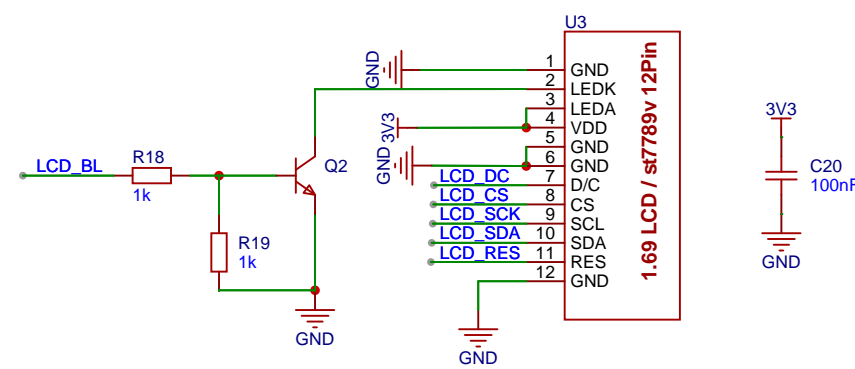 U3
1.69 LCD / st7789v 12Pin
GND
1 GND
2 LEDK
3 LEDA
3V3
4 VDD
5 GND
GND
6 GND
LCD_DC 7 D/C
LCD_CS 8 CS
LCD_SCK 9 SCL
LCD_SDA 10 SDA
LCD_RES 11 RES
12 GND
GND
LCD_BL
R18
1k
Q2
R19
1k
GND
3V3
C20
100nF
GND